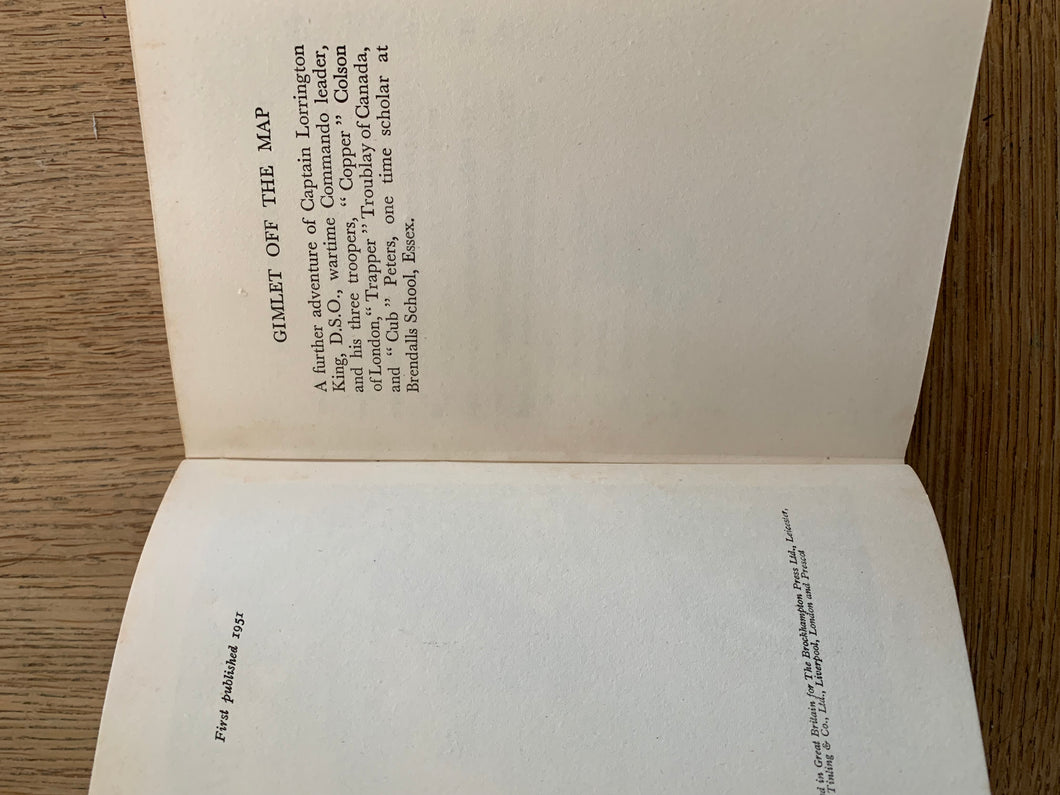 First published 1951
in Great Britain for The Brockhampton Press Ltd., Leicester,
Tinling & Co., Ltd., Liverpool, London and Prescot
GIMLET OFF THE MAP
A further adventure of Captain Lorrington
King, D.S.O., wartime Commando leader,
and his three troopers, “ Copper ” Colson
of London, “ Trapper ” Troublay of Canada,
and “ Cub ” Peters, one time scholar at
Brendalls School, Essex.